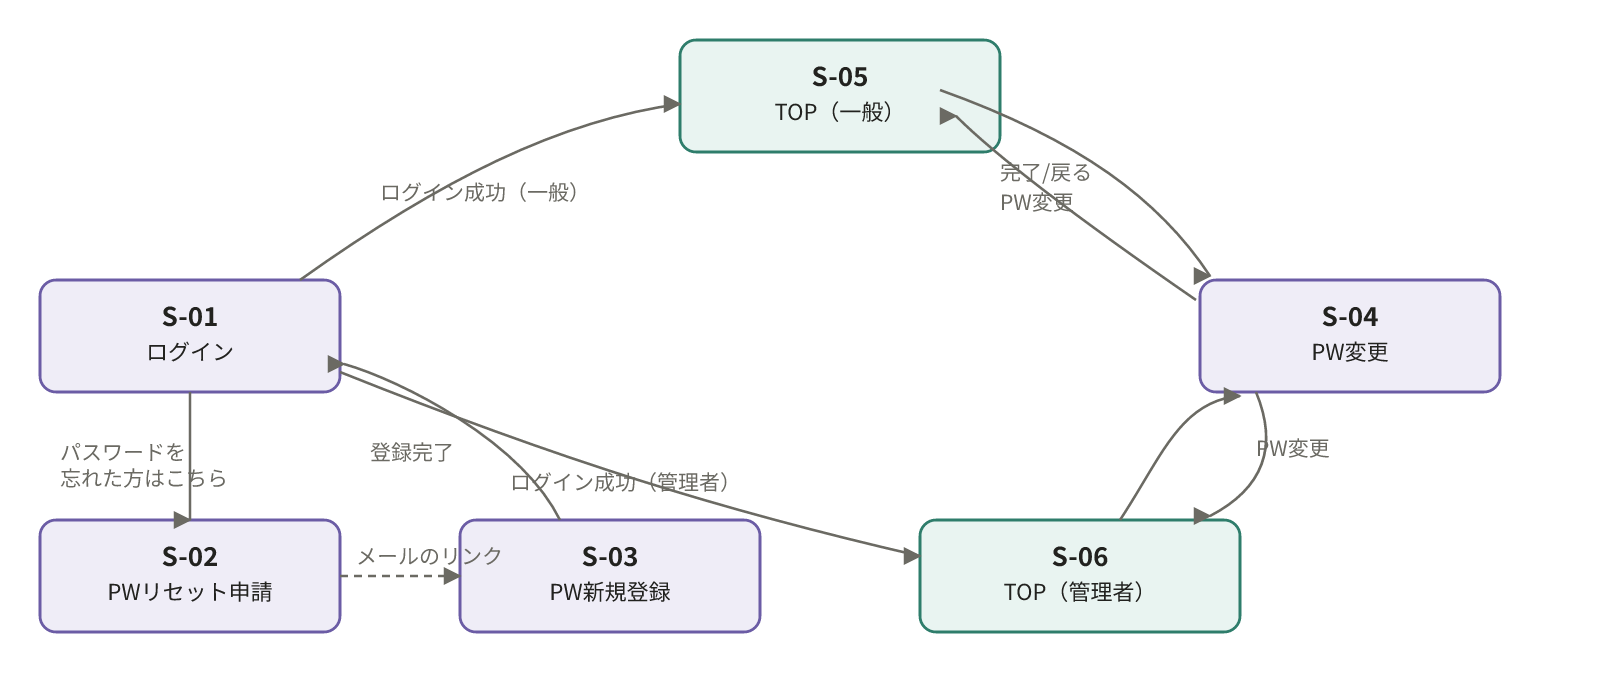 S-05
TOP（一般）
ログイン成功（一般）
完了/戻る
PW変更
S-01
ログイン
S-04
PW変更
パスワードを
忘れた方はこちら
登録完了
ログイン成功（管理者）
PW変更
S-02
PWリセット申請
メールのリンク
S-03
PW新規登録
S-06
TOP（管理者）